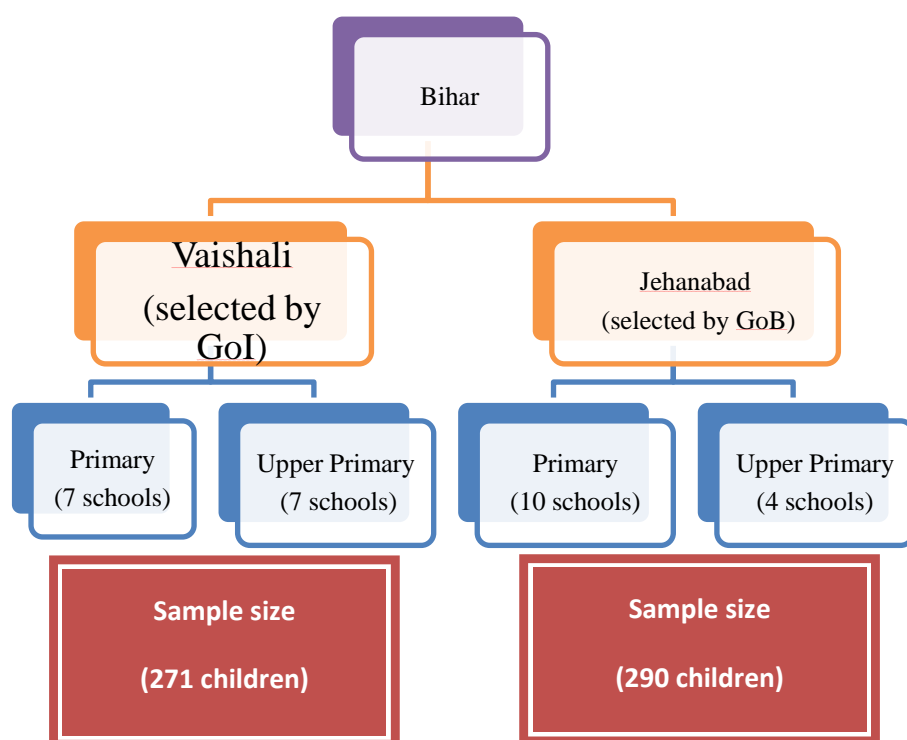 Bihar
Vaishali
(selected by
GoI)
Jehanabad
(selected by GoB)
Primary
(7 schools)
Upper Primary
(7 schools)
Primary
(10 schools)
Upper Primary
(4 schools)
Sample size
(271 children)
Sample size
(290 children)